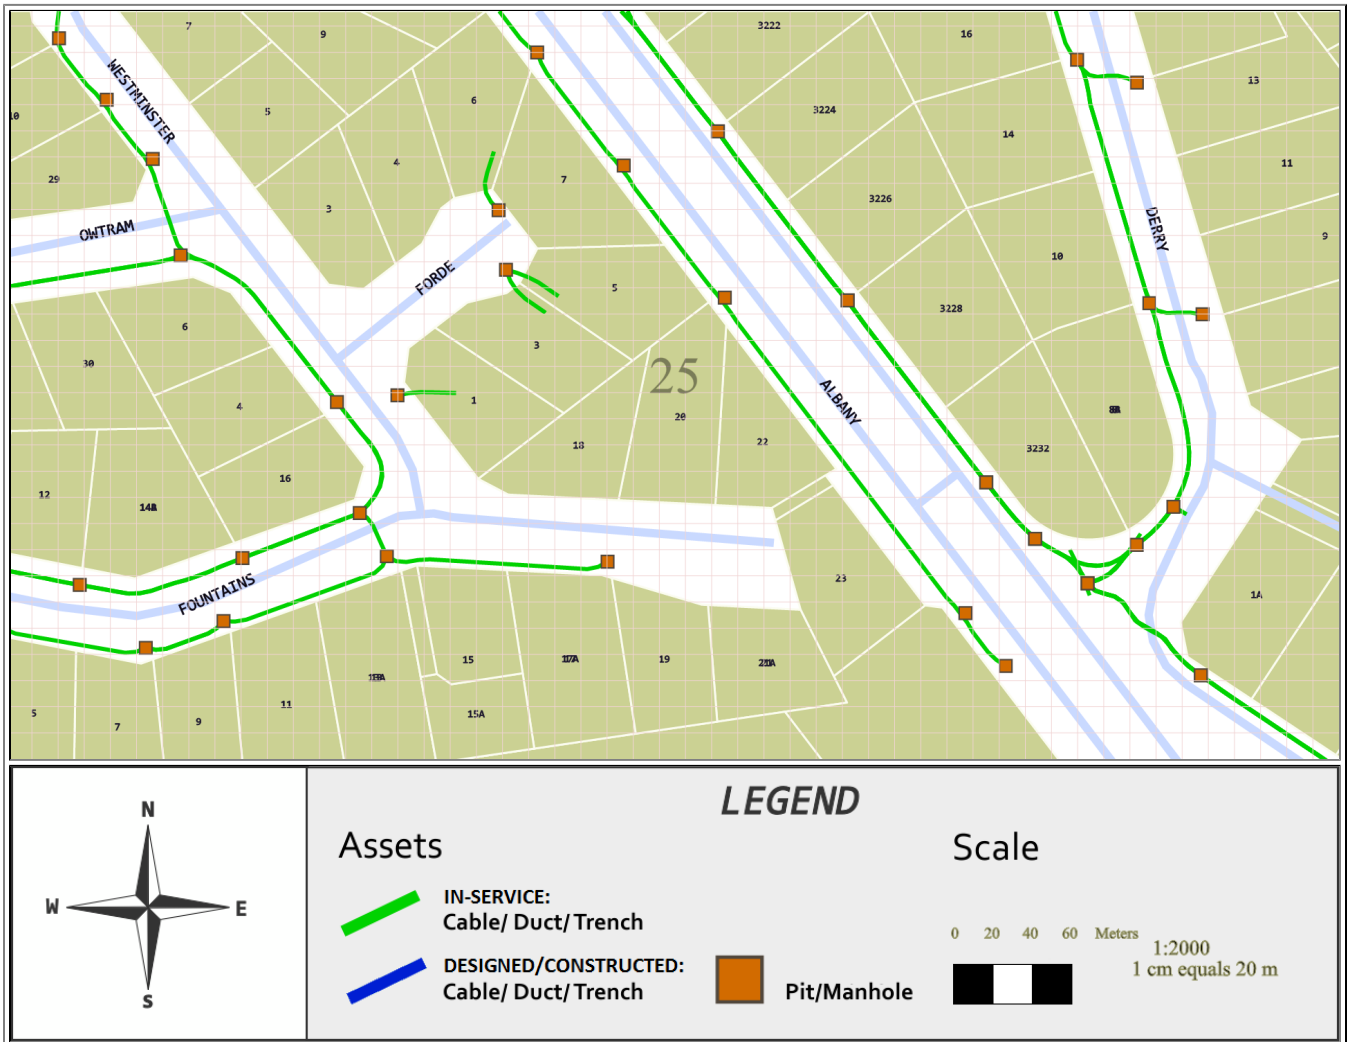 7
9
3222
16
WESTMINSTER
13
6
5
3224
10
14
4
11
29
7
3
3226
DERRY
OWTRAM
9
FORDE
10
5
3228
6
3
30
25
ALBANY
1
4
20
18
22
3232
16
12
23
FOUNTAINS
1A
15
19
5
7
9
11
15A
LEGEND
N
W
E
S
Assets
IN-SERVICE:
Cable/ Duct/ Trench
DESIGNED/CONSTRUCTED:
Cable/ Duct/ Trench
Pit/Manhole
Scale
0 20 40 60 Meters
1:2000
1 cm equals 20 m